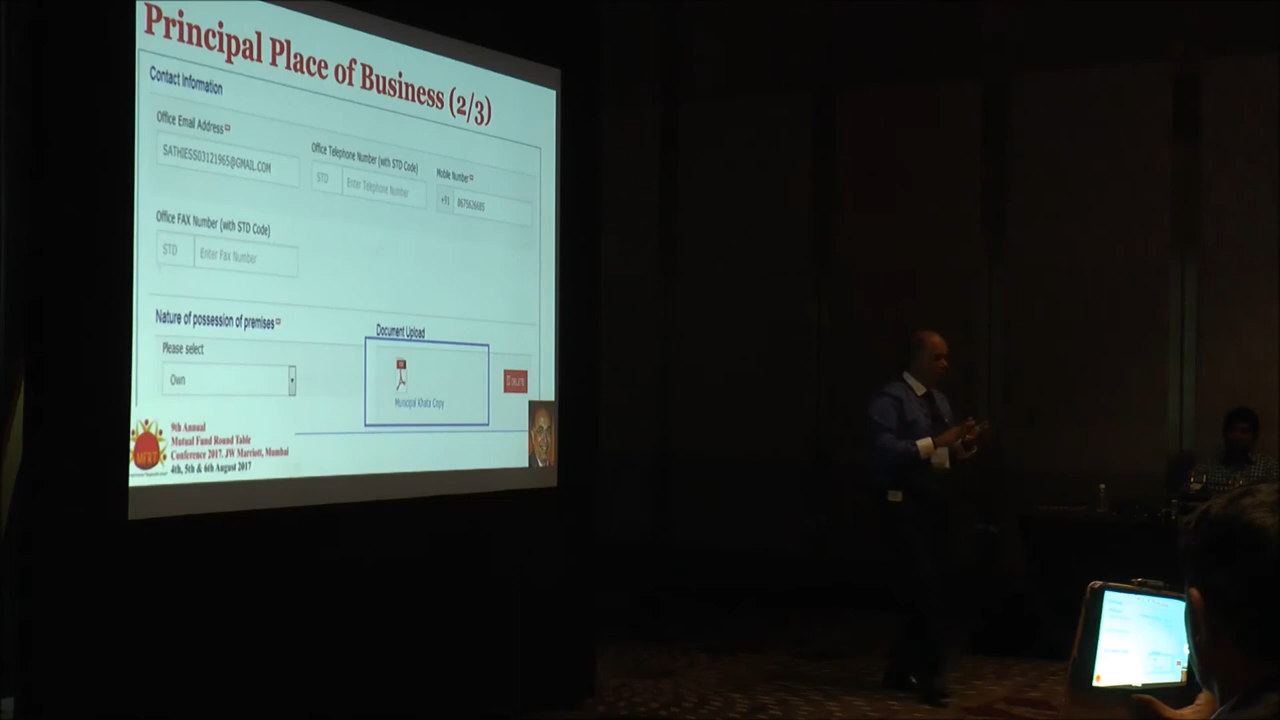 Principal Place of Business (2/3)
Contact Information
Office Email Address
SATHIESS03121965@GMAIL.COM
Office Telephone Number (with STD Code)
STD
Enter Telephone Number
Mobile Number
+91
Office FAX Number (with STD Code)
STD
Enter Fax Number
Nature of possession of premises
Please select
Own
Document Upload
Municipal Khata Copy
DELETE
9th Annual
Mutual Fund Round Table
Conference 2017. JW Marriott, Mumbai
4th, 5th & 6th August 2017
MFRT